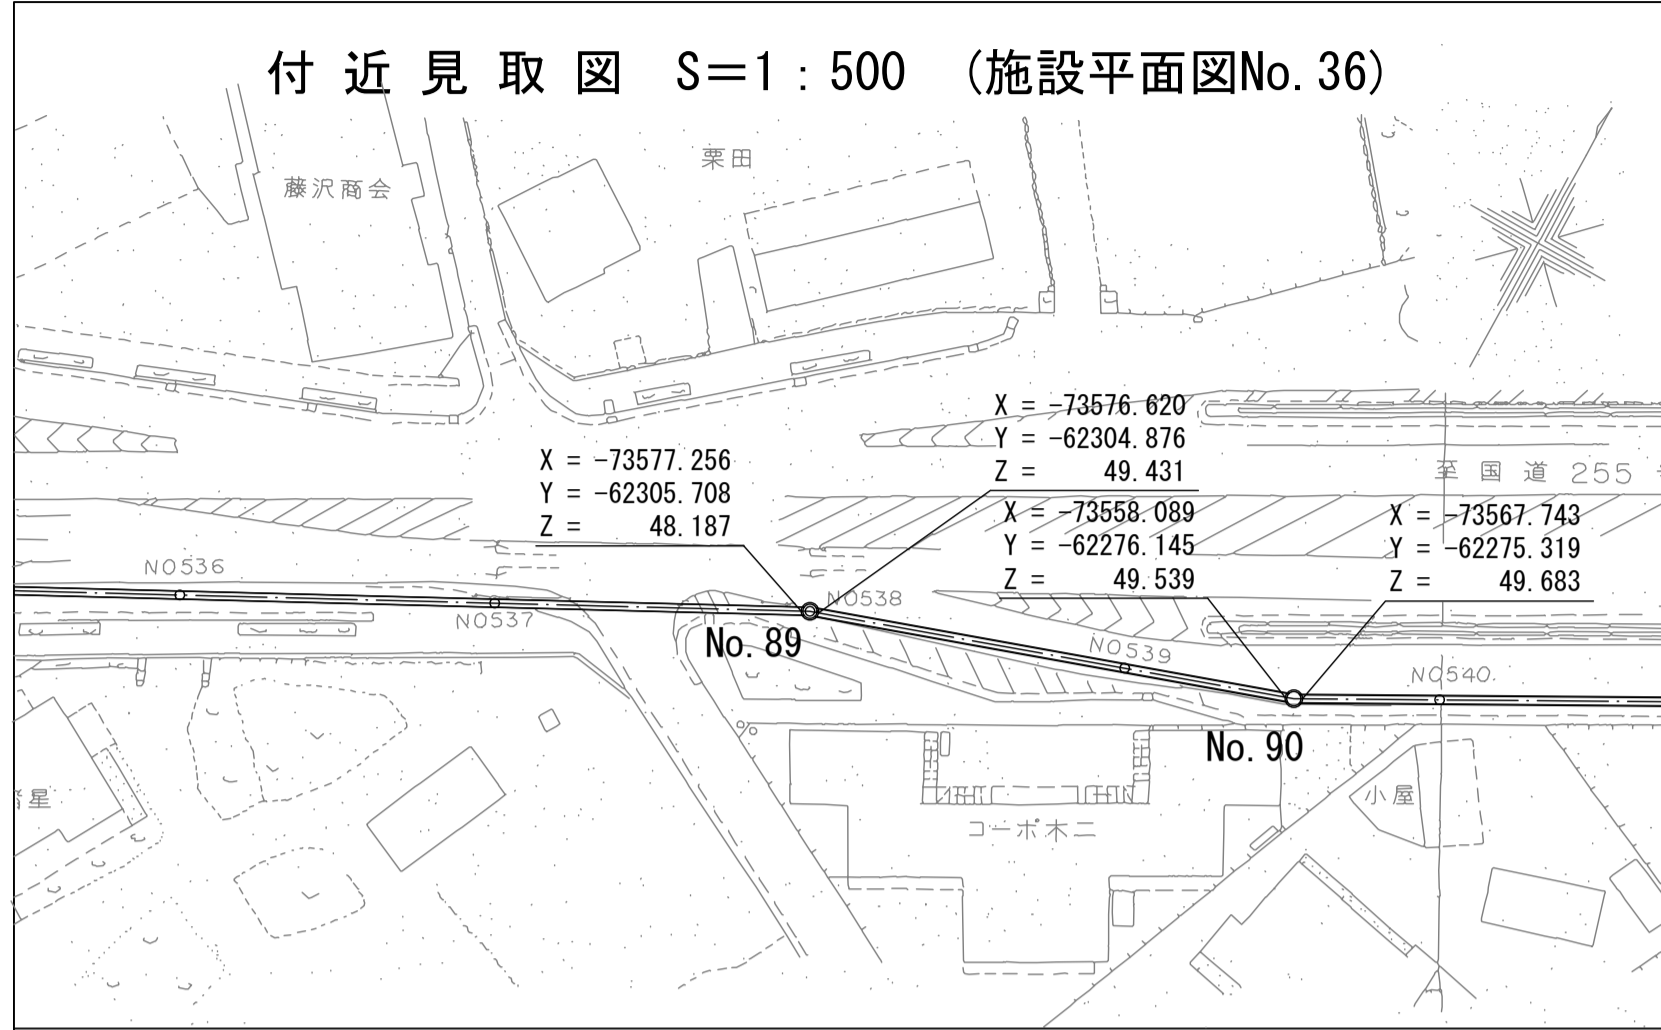 付近見取図 S=1:500 (施設平面図No.36)
栗田
藤沢商会
X = -73576.620
Y = -62304.876
Z = 49.431
X = -73577.256
Y = -62305.708
Z = 48.187
至国道 255
X = -73558.089
Y = -62276.145
Z = 49.539
X = -73567.743
Y = -62275.319
Z = 49.683
NO536
NO537
NO538
No.89
NO539
NO540
No.90
星
小屋
コーポ木二